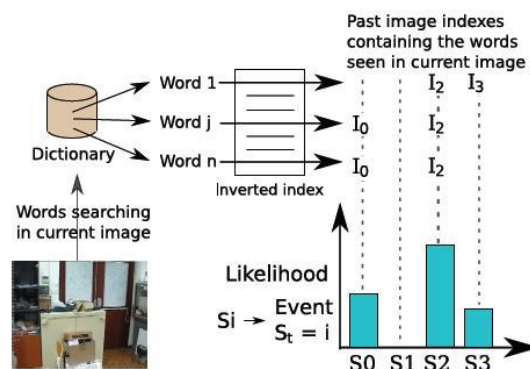 Past image indexes
containing the words
seen in current image
Word 1
I₂ I₃
Word j
I₀ I₂
Dictionary
Word n
I₀ I₂
Inverted index
Words searching
in current image
Likelihood
Si → Event
Sₜ = i
S0 S1 S2 S3